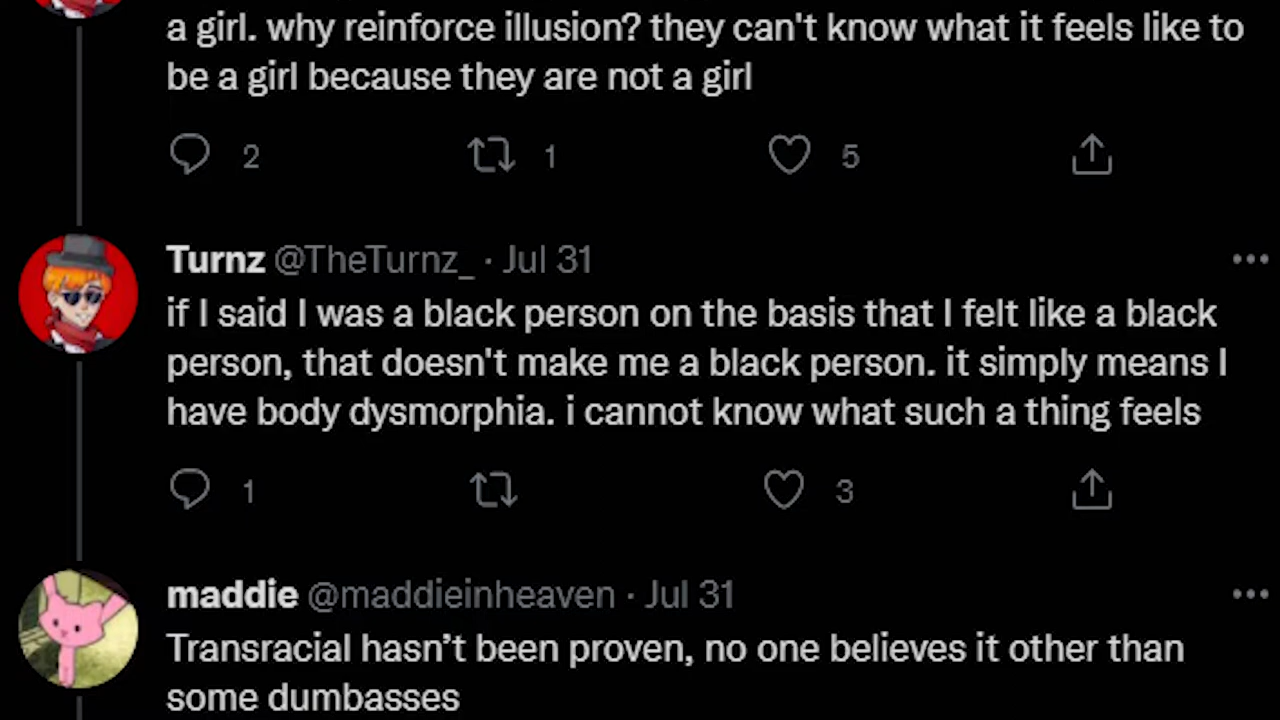 a girl. why reinforce illusion? they can't know what it feels like to
be a girl because they are not a girl
2 1 5
Turnz @TheTurnz_ · Jul 31
if I said I was a black person on the basis that I felt like a black
person, that doesn't make me a black person. it simply means I
have body dysmorphia. i cannot know what such a thing feels
1 3
maddie @maddieinheaven · Jul 31
Transracial hasn’t been proven, no one believes it other than
some dumbasses